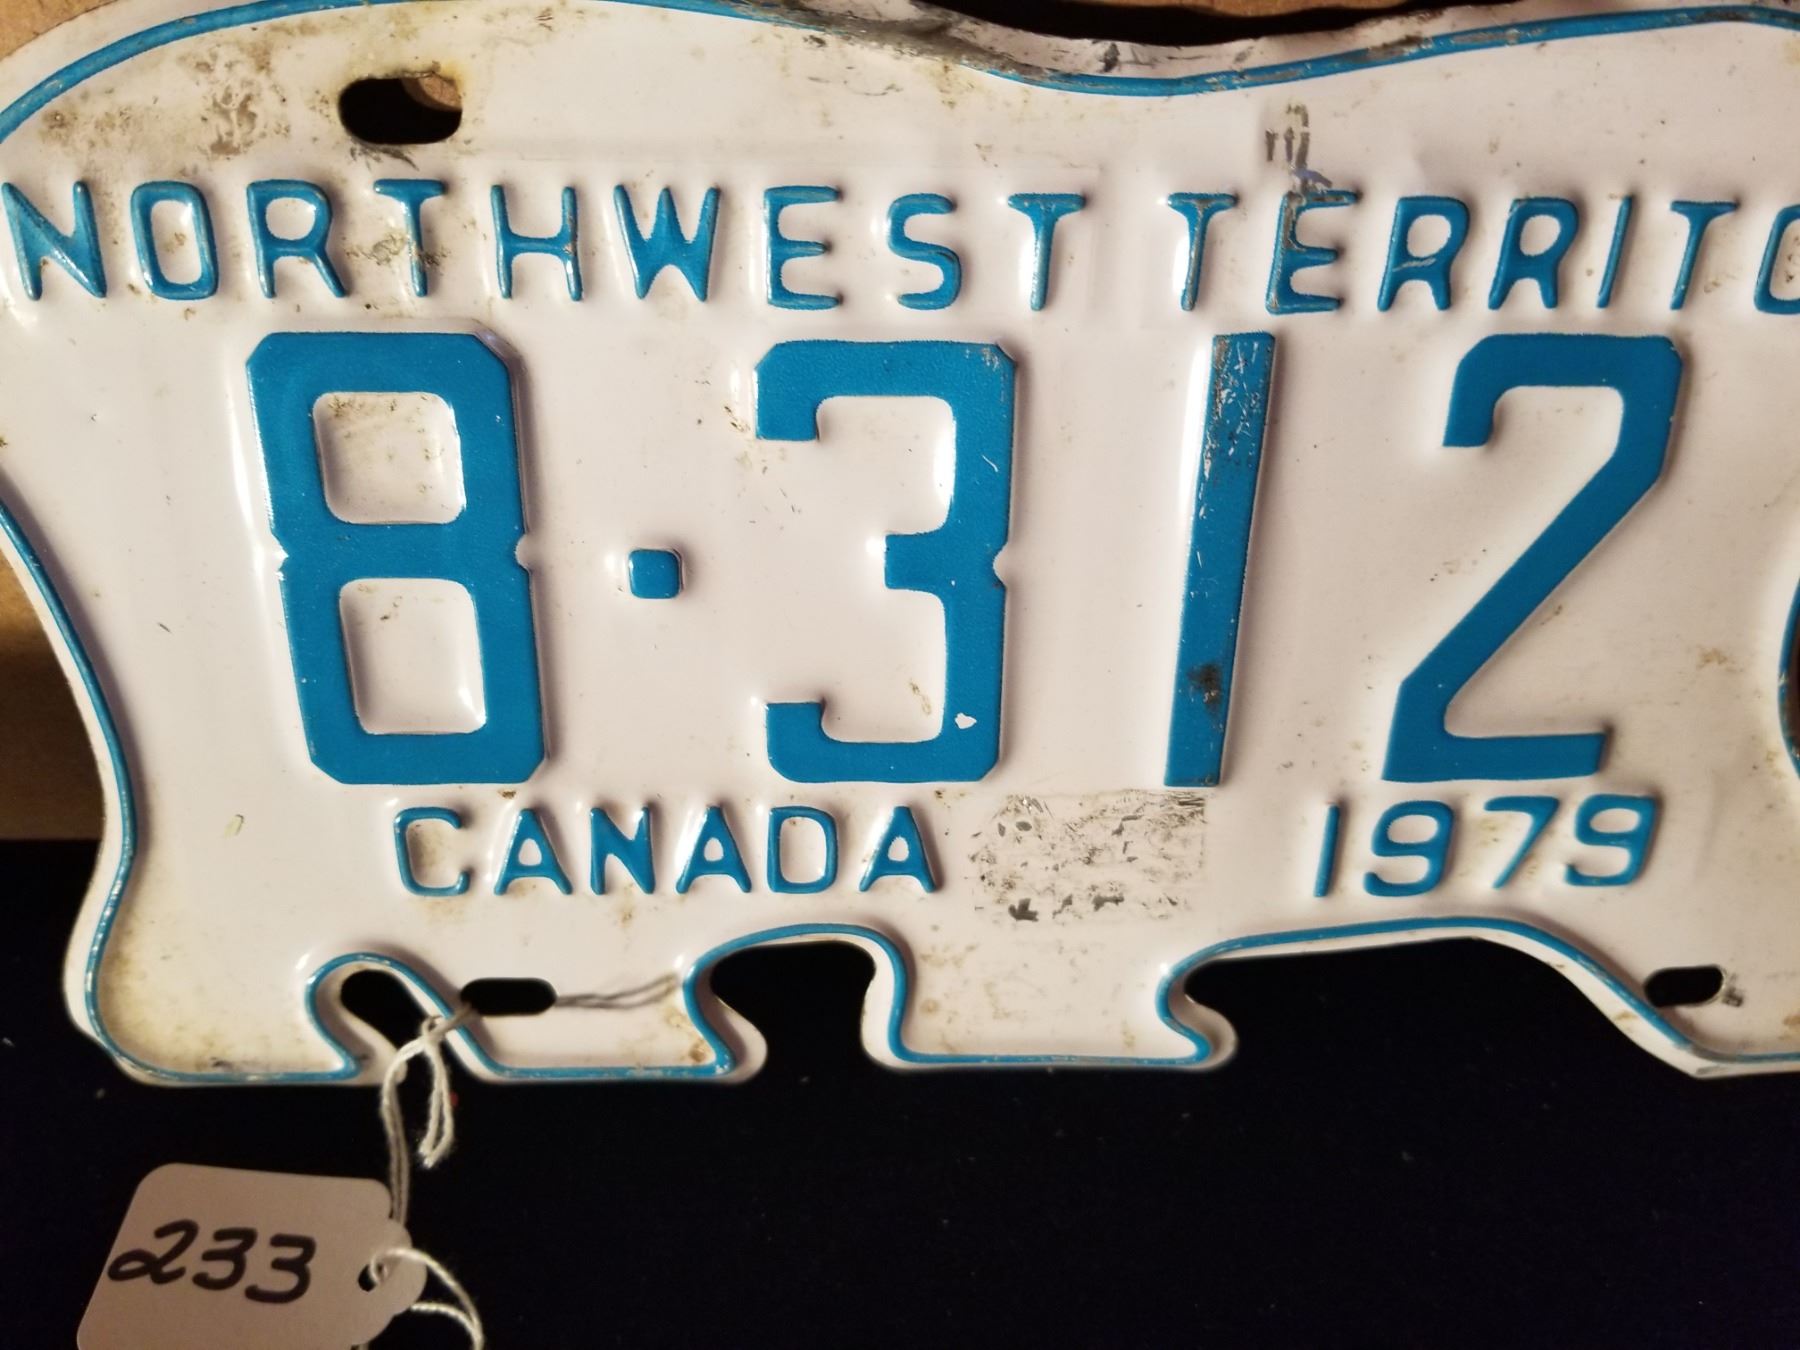 NORTHWEST TERRITO
8·312
CANADA 1979
233